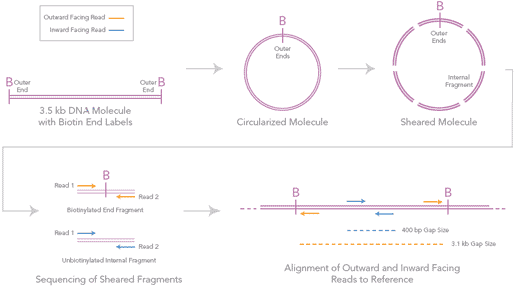 Outward Facing Read
Inward Facing Read
B
Outer
Ends
B
Outer
Ends
B Outer
End
Outer B
End
Internal
Fragment
3.5 kb DNA Molecule
with Biotin End Labels
Circularized Molecule
Sheared Molecule
B
Read 1
Read 2
Biotinylated End Fragment
Read 1
Read 2
Unbiotinylated Internal Fragment
B
B
400 bp Gap Size
3.1 kb Gap Size
Sequencing of Sheared Fragments
Alignment of Outward and Inward Facing
Reads to Reference